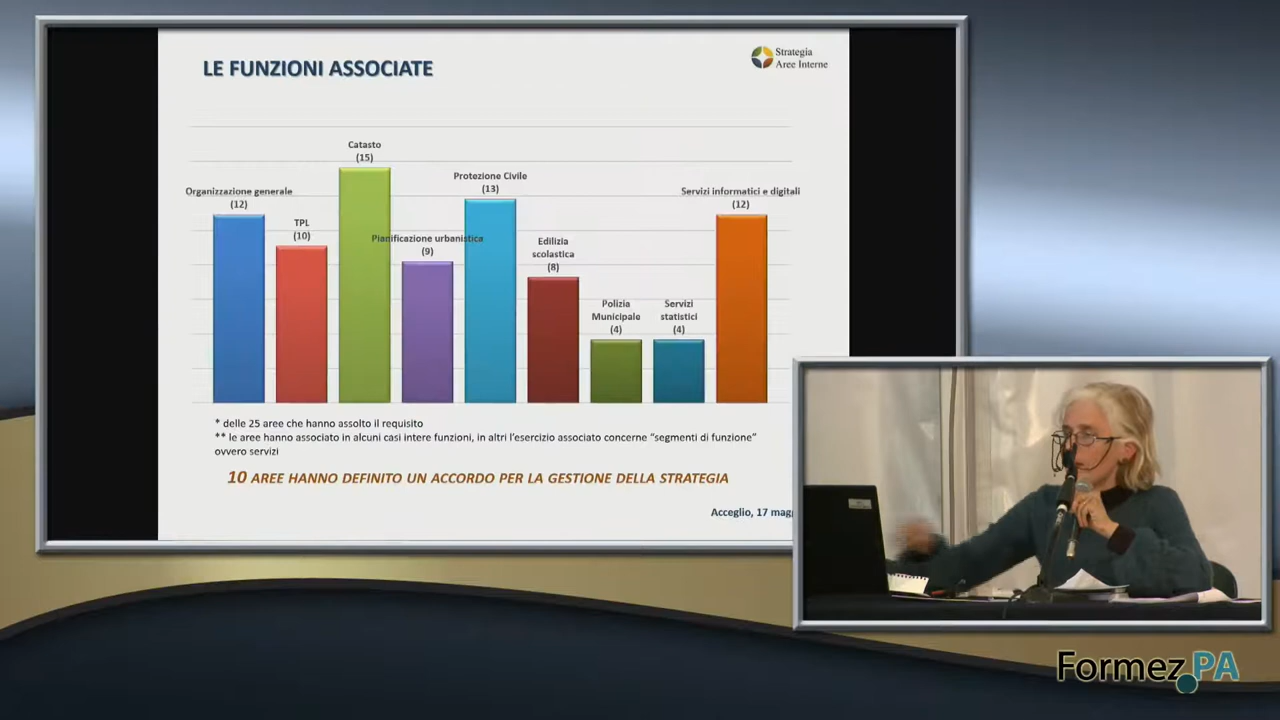 LE FUNZIONI ASSOCIATE
Strategia
Aree Interne
Catasto
(15)
Protezione Civile
(13)
Organizzazione generale
(12)
Servizi informatici e digitali
(12)
TPL
(10)
Pianificazione urbanistica
(9)
Edilizia
scolastica
(8)
Polizia
Municipale
(4)
Servizi
statistici
(4)
* delle 25 aree che hanno assolto il requisito
** le aree hanno associato in alcuni casi intere funzioni, in altri l'esercizio associato concerne "segmenti di funzione"
ovvero servizi
10 AREE HANNO DEFINITO UN ACCORDO PER LA GESTIONE DELLA STRATEGIA
Acceglio, 17
Formez PA